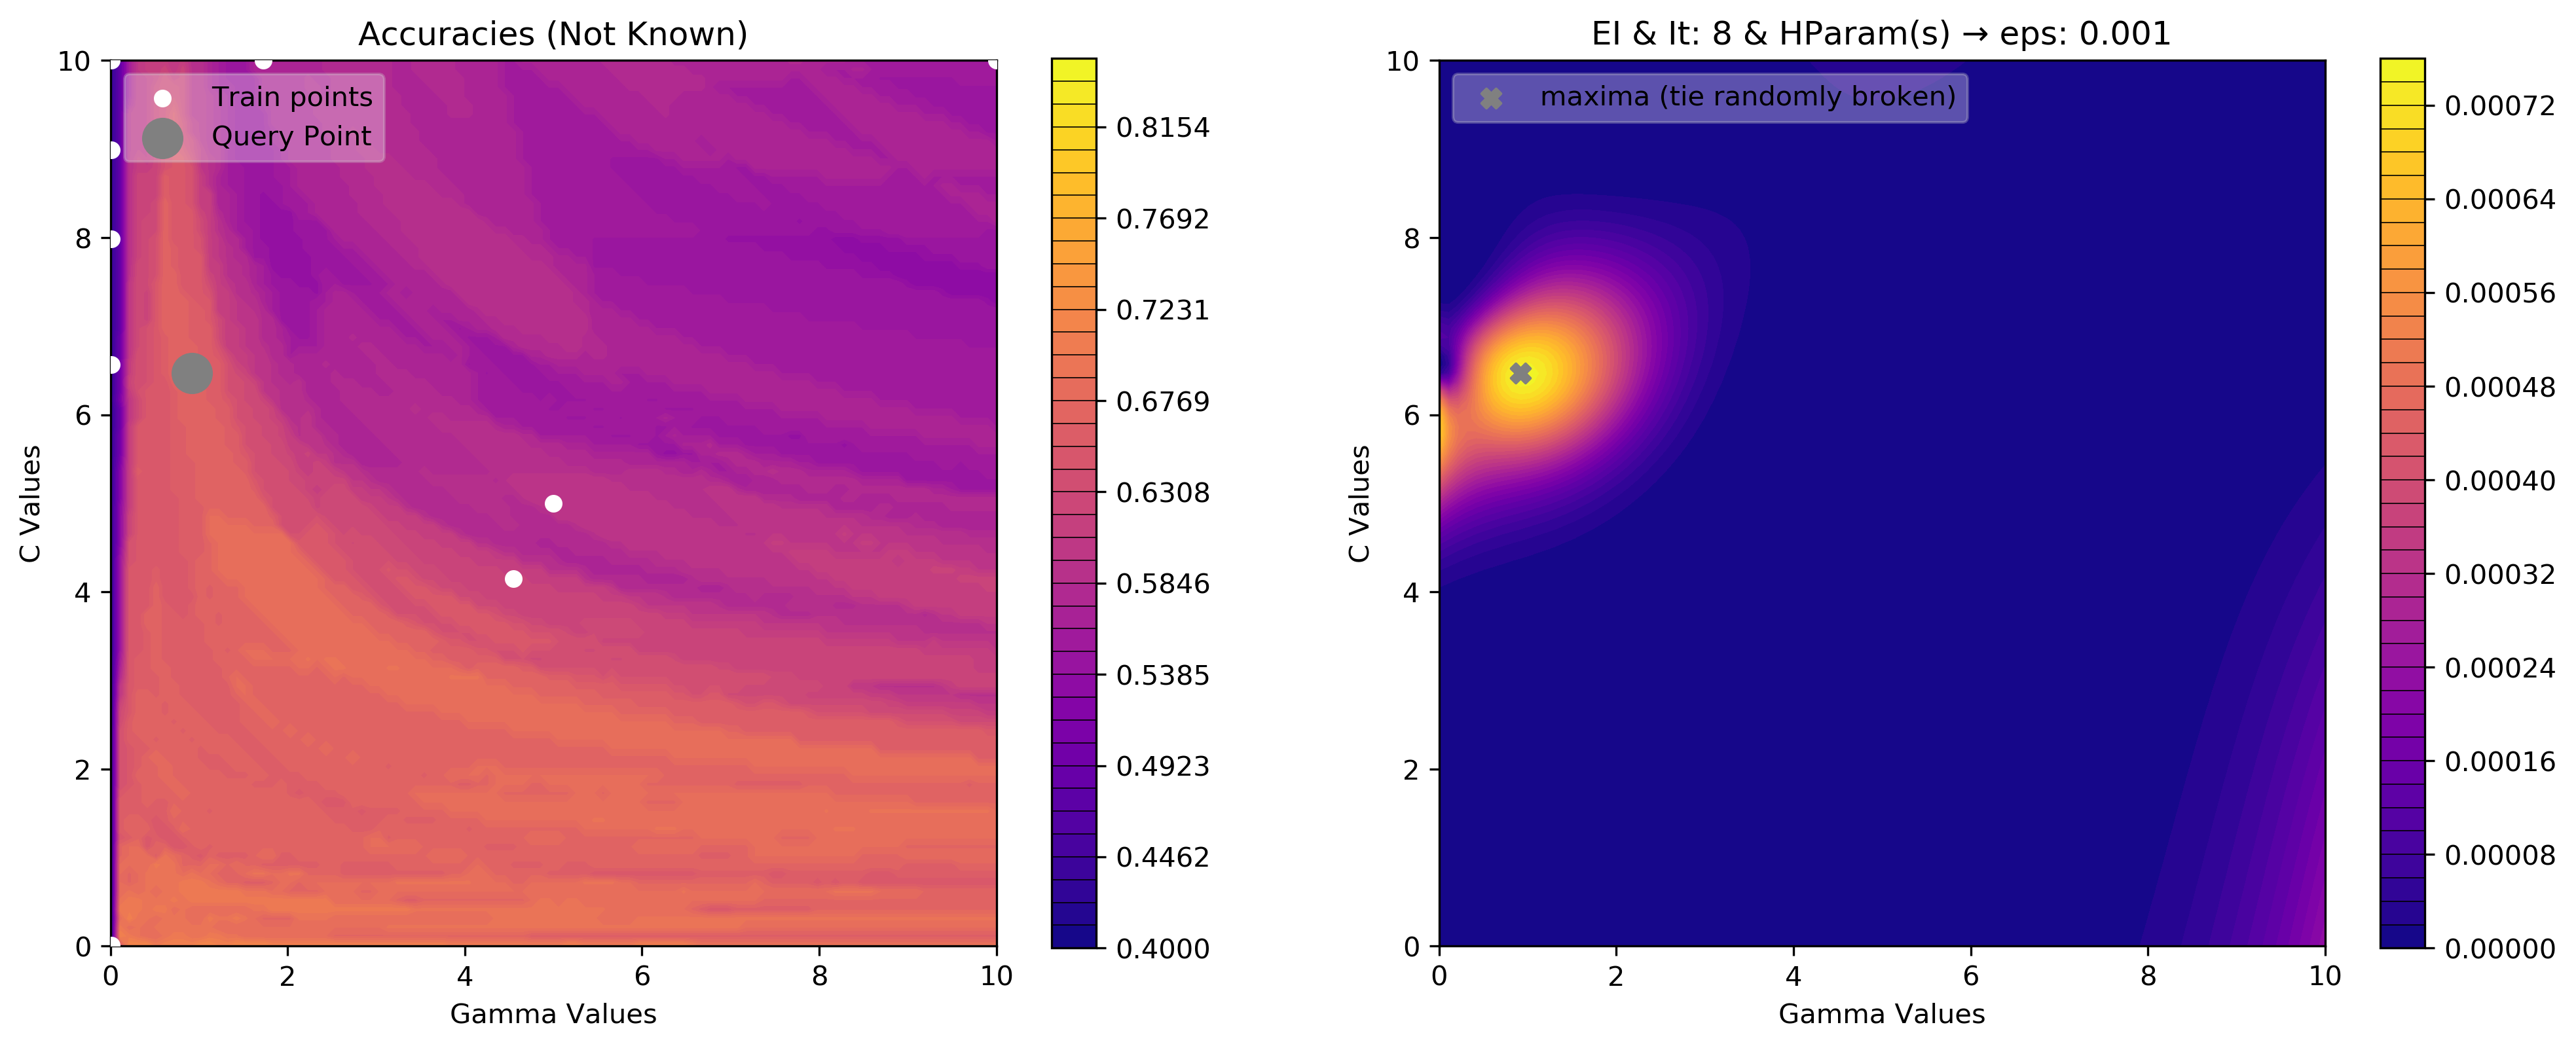 Accuracies (Not Known)
10
8
6
4
2
0
C Values
Train points
Query Point
0 2 4 6 8 10
Gamma Values
0.8154
0.7692
0.7231
0.6769
0.6308
0.5846
0.5385
0.4923
0.4462
0.4000
EI & It: 8 & HParam(s) → eps: 0.001
10
8
6
4
2
0
C Values
maxima (tie randomly broken)
0 2 4 6 8 10
Gamma Values
0.00072
0.00064
0.00056
0.00048
0.00040
0.00032
0.00024
0.00016
0.00008
0.00000